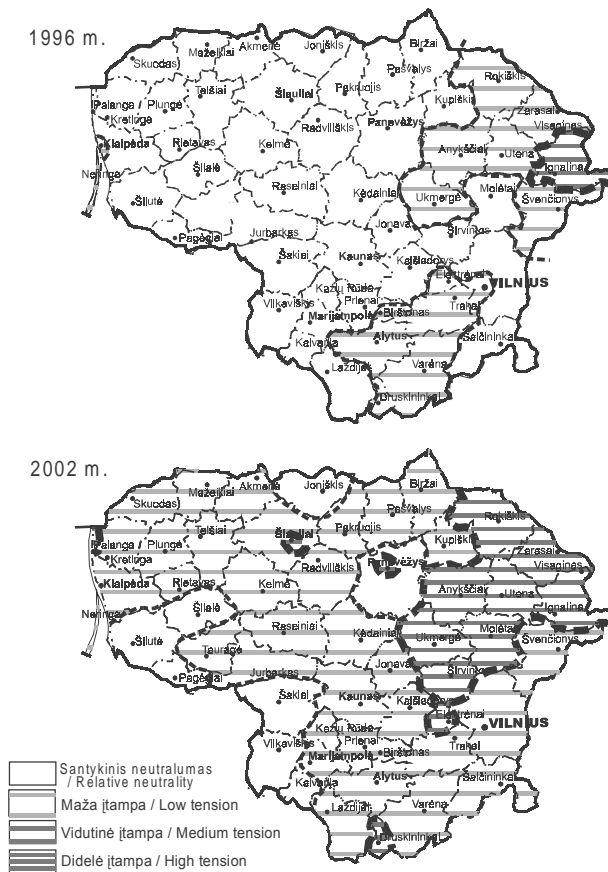 1996 m.
Skuodas
Mažeikiai
Akmenė
Joniškis
Biržai
Pasvalys
Rokiškis
Palanga
Plungė
Telšiai
Šiauliai
Pakruojis
Kupiškis
Zarasai
Kretinga
Radviliškis
Panevėžys
Visaginas
Klaipėda
Rietavas
Kelmė
Anykščiai
Utena
Ignalina
Neringa
Šilalė
Raseiniai
Kėdainiai
Ukmergė
Molėtai
Švenčionys
Šilutė
Pagėgiai
Jurbarkas
Jonava
Širvintos
Šakiai
Kaunas
Kaišiadorys
Elektrėnai
VILNIUS
Vilkaviškis
Kazlų Rūda
Prienai
Trakai
Marijampolė
Birštonas
Kalvarija
Alytus
Šalčininkai
Lazdijai
Varėna
Druskininkai
2002 m.
Skuodas
Mažeikiai
Akmenė
Joniškis
Biržai
Pasvalys
Rokiškis
Palanga
Plungė
Telšiai
Šiauliai
Pakruojis
Kupiškis
Zarasai
Kretinga
Radviliškis
Panevėžys
Visaginas
Klaipėda
Rietavas
Kelmė
Anykščiai
Utena
Ignalina
Neringa
Šilalė
Raseiniai
Kėdainiai
Ukmergė
Molėtai
Švenčionys
Šilutė
Tauragė
Pagėgiai
Jurbarkas
Jonava
Širvintos
Šakiai
Kaunas
Kaišiadorys
Elektrėnai
VILNIUS
Vilkaviškis
Kazlų Rūda
Prienai
Trakai
Marijampolė
Birštonas
Kalvarija
Alytus
Šalčininkai
Lazdijai
Varėna
Druskininkai
Santykinis neutralumas
/ Relative neutrality
Maža įtampa / Low tension
Vidutinė įtampa / Medium tension
Didelė įtampa / High tension